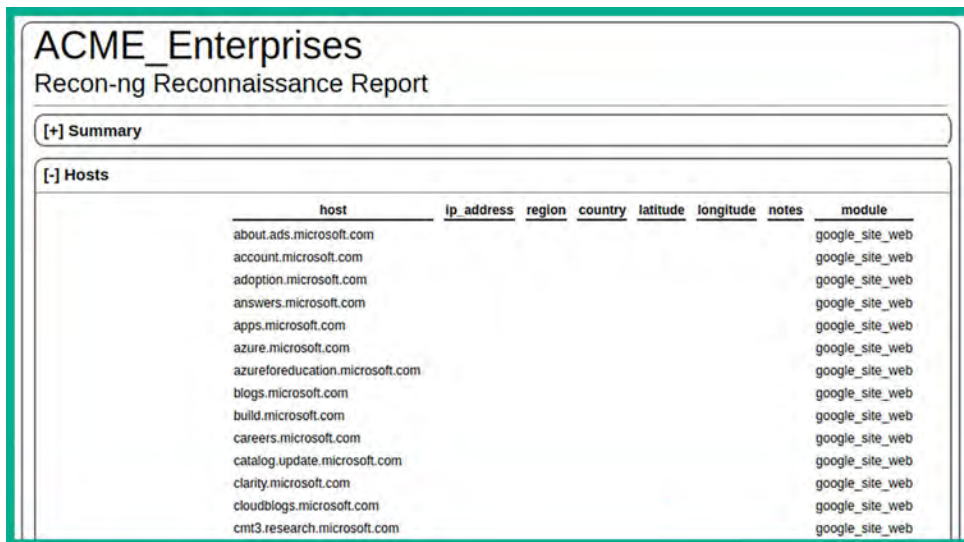 ACME_Enterprises
Recon-ng Reconnaissance Report
[+] Summary
[-] Hosts
host ip_address region country latitude longitude notes module
about.ads.microsoft.com google_site_web
account.microsoft.com google_site_web
adoption.microsoft.com google_site_web
answers.microsoft.com google_site_web
apps.microsoft.com google_site_web
azure.microsoft.com google_site_web
azureforeducation.microsoft.com google_site_web
blogs.microsoft.com google_site_web
build.microsoft.com google_site_web
careers.microsoft.com google_site_web
catalog.update.microsoft.com google_site_web
clarity.microsoft.com google_site_web
cloudblogs.microsoft.com google_site_web
cmt3.research.microsoft.com google_site_web